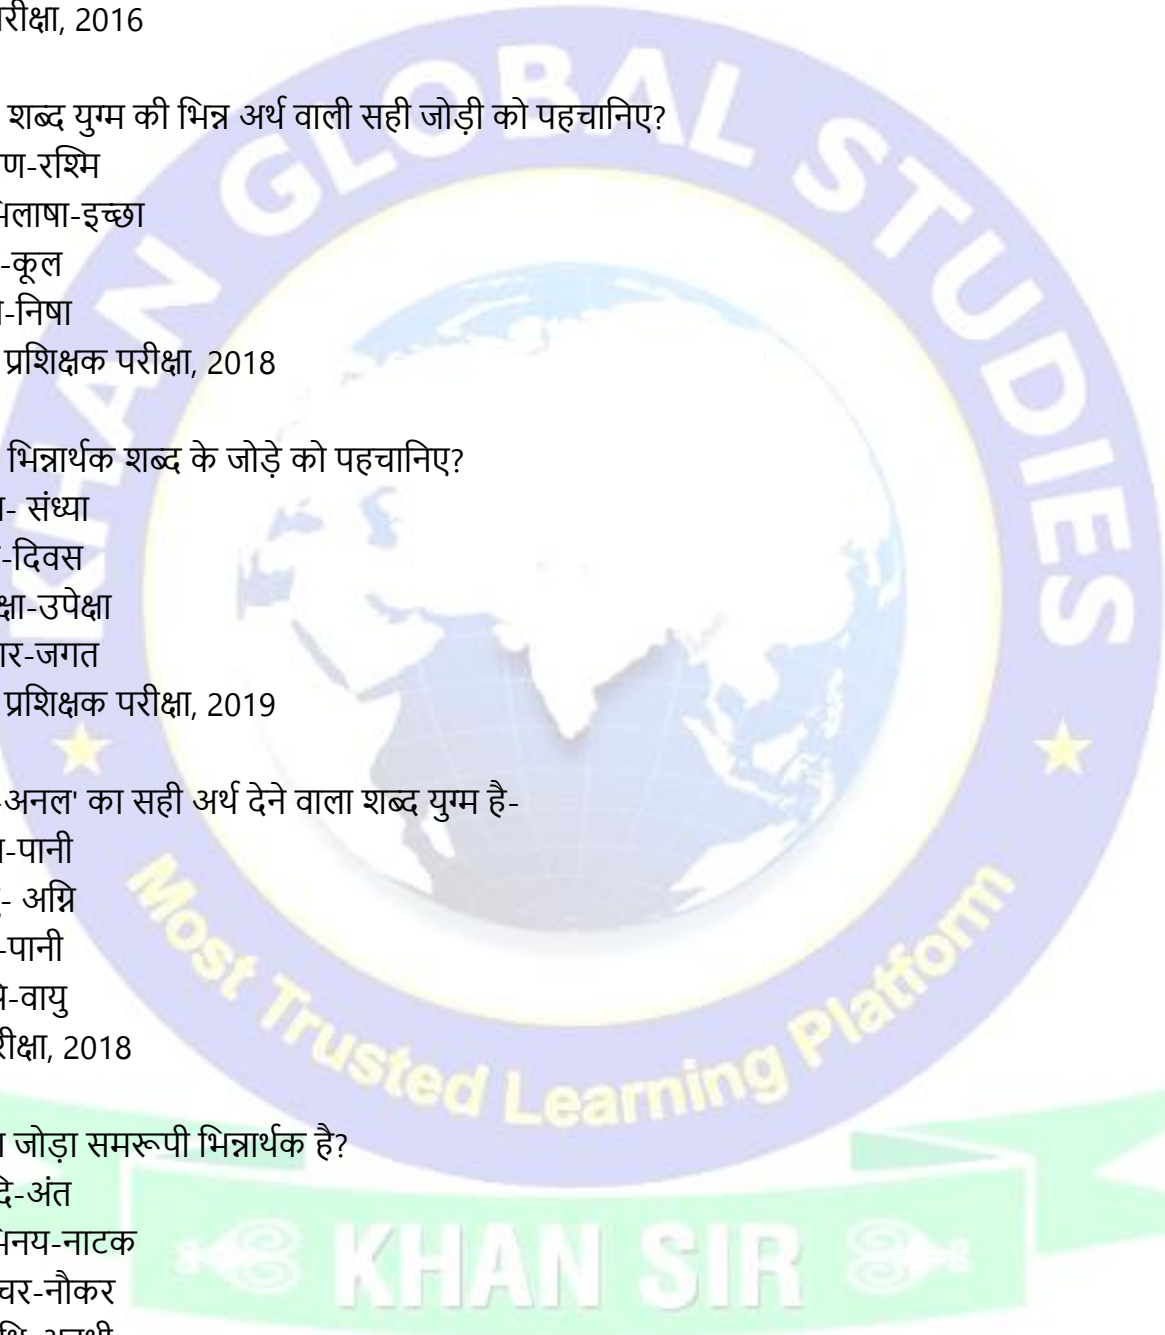 रीक्षा, 2016
शब्द युग्म की भिन्न अर्थ वाली सही जोड़ी को पहचानिए?
ण-रश्मि
लाषा-इच्छा
-कूल
-निषा
प्रशिक्षक परीक्षा, 2018
भिन्नार्थक शब्द के जोड़े को पहचानिए?
- संध्या
-दिवस
क्षा-उपेक्षा
र-जगत
प्रशिक्षक परीक्षा, 2019
-अनल' का सही अर्थ देने वाला शब्द युग्म है-
-पानी
- अग्नि
-पानी
-वायु
रीक्षा, 2018
जोड़ा समरूपी भिन्नार्थक है?
दि-अंत
नय-नाटक
चर-नौकर
KHAN GLOBAL STUDIES
Most Trusted Learning Platform
KHAN SIR